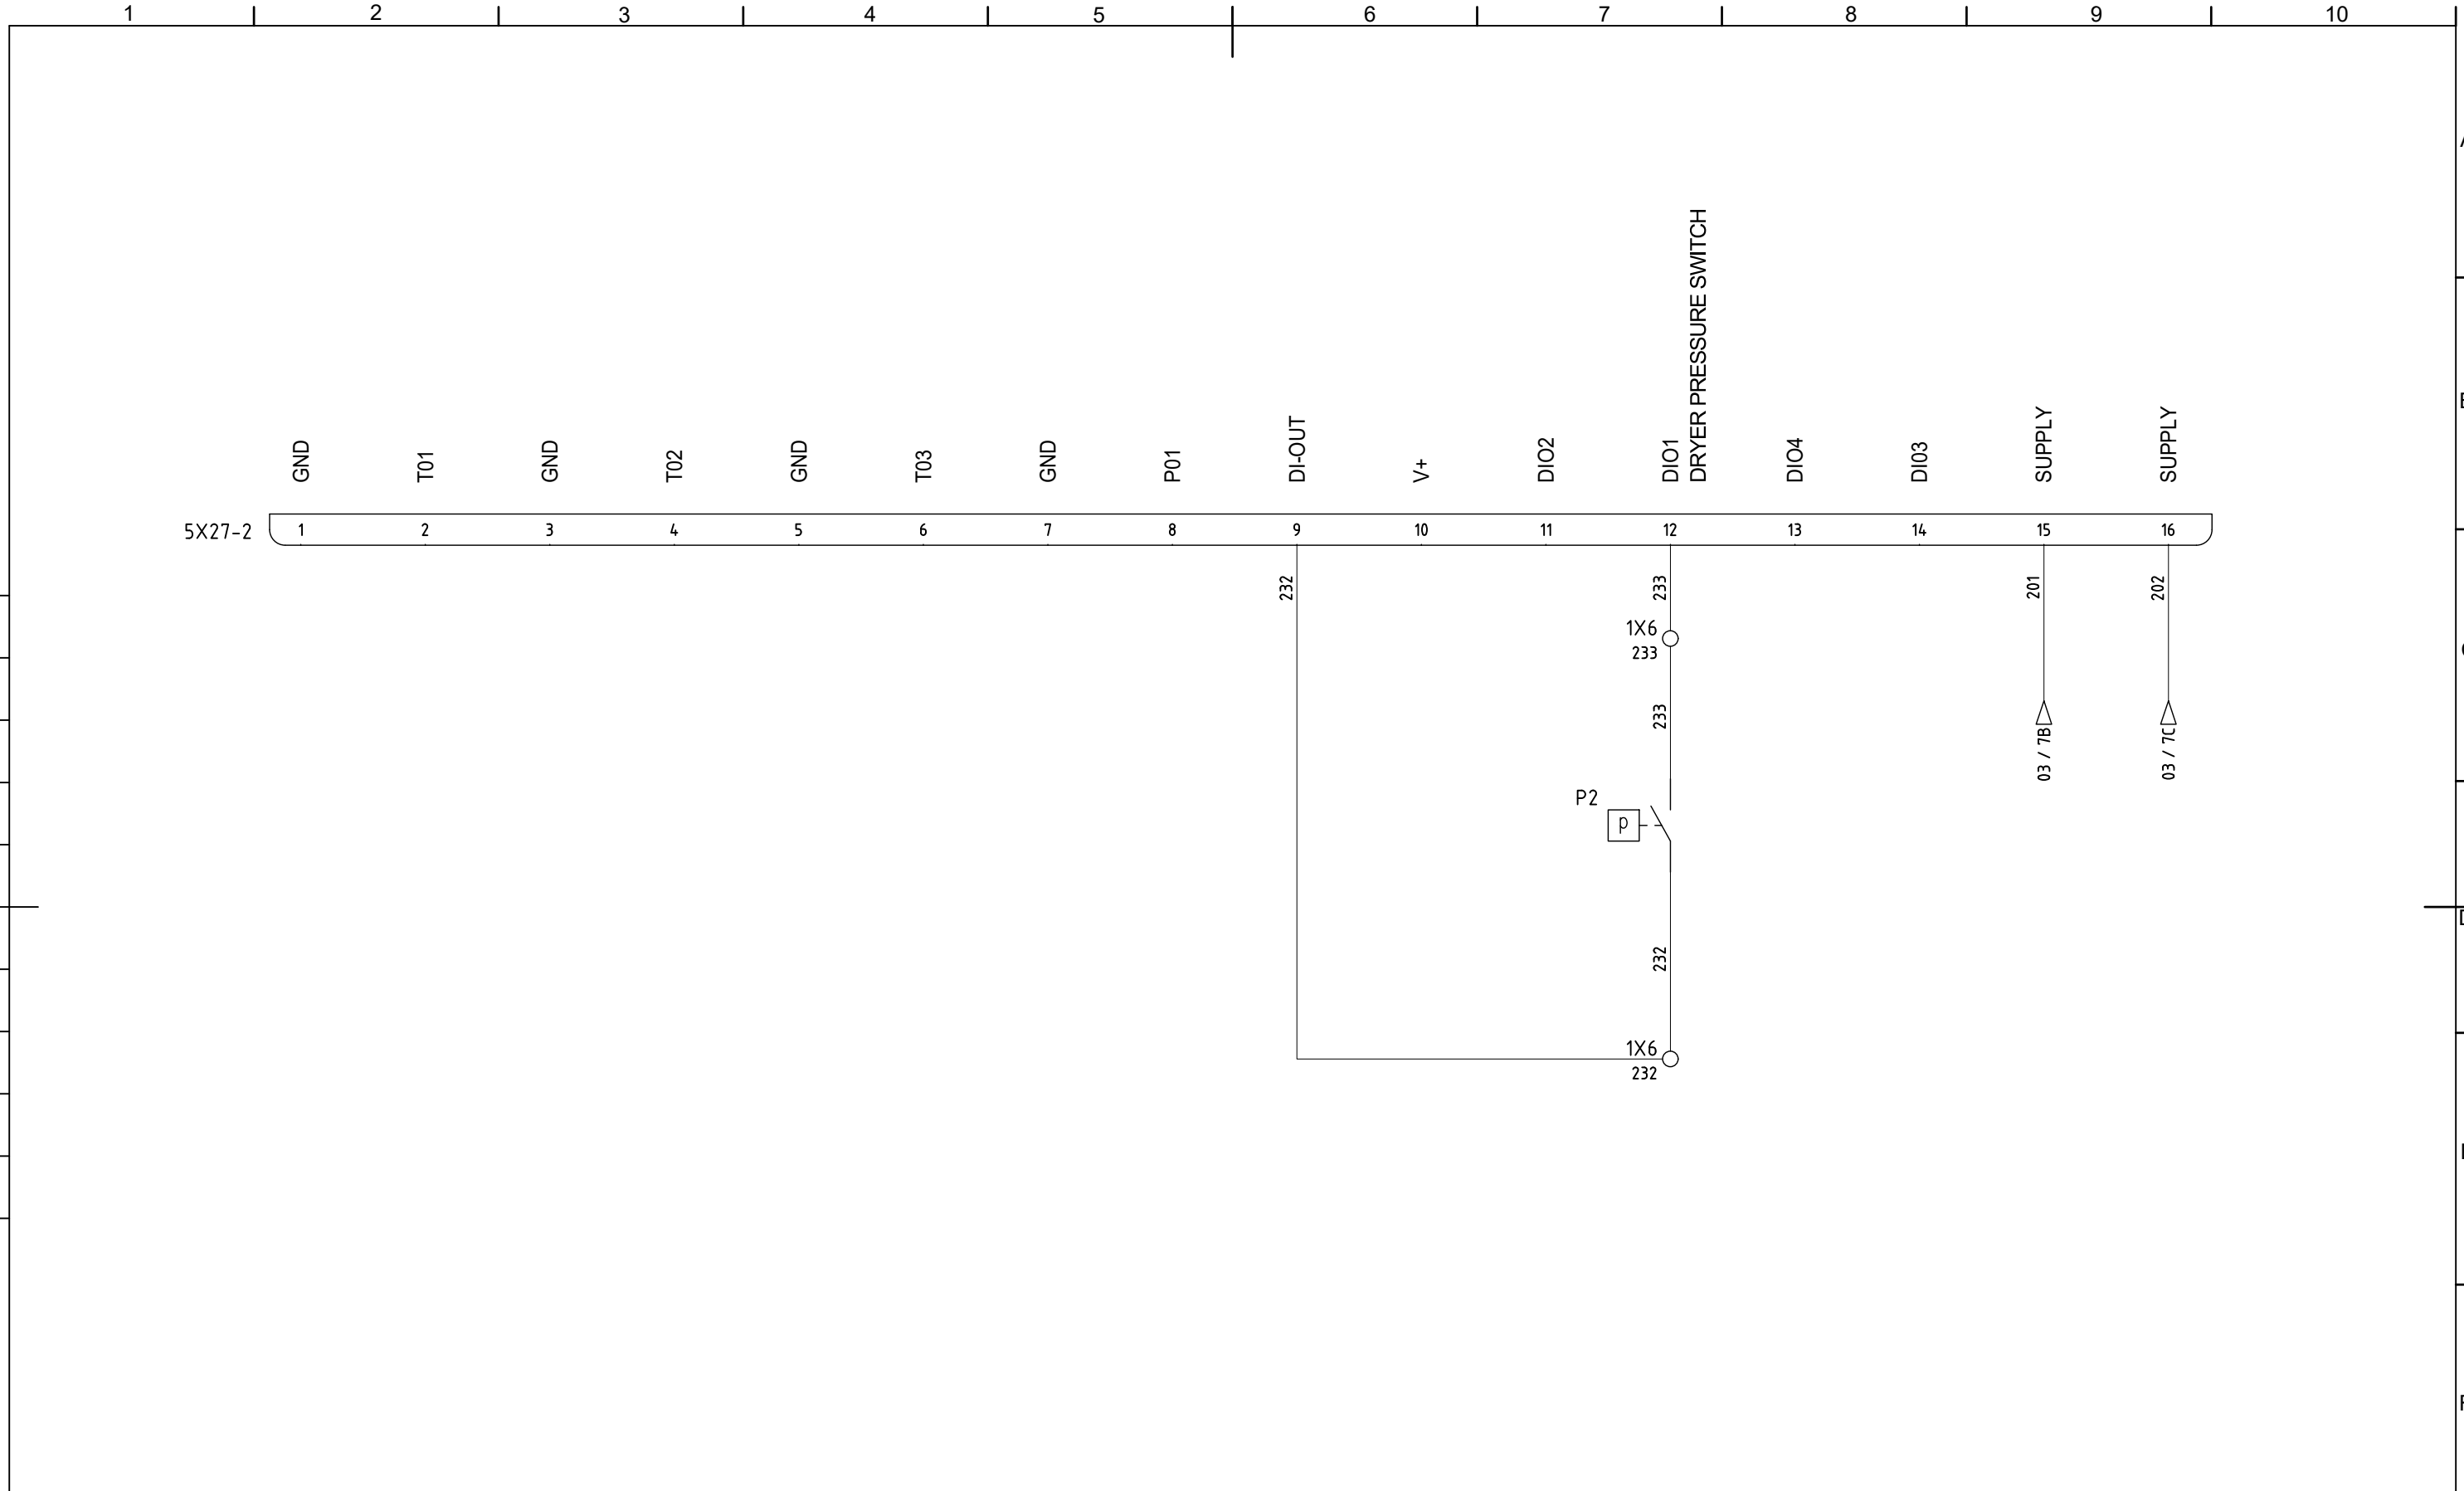 1 2 3 4 5 6 7 8 9 10
DRYER PRESSURE SWITCH
GND T01 GND T02 GND T03 GND P01 DI-OUT V+ DIO2 DIO1 DIO4 DI03 SUPPLY SUPPLY
5X27-2 1 2 3 4 5 6 7 8 9 10 11 12 13 14 15 16
232 233 201 202
1X6
233
233
03 / 7B 03 / 7C
P2
p
232
1X6
232